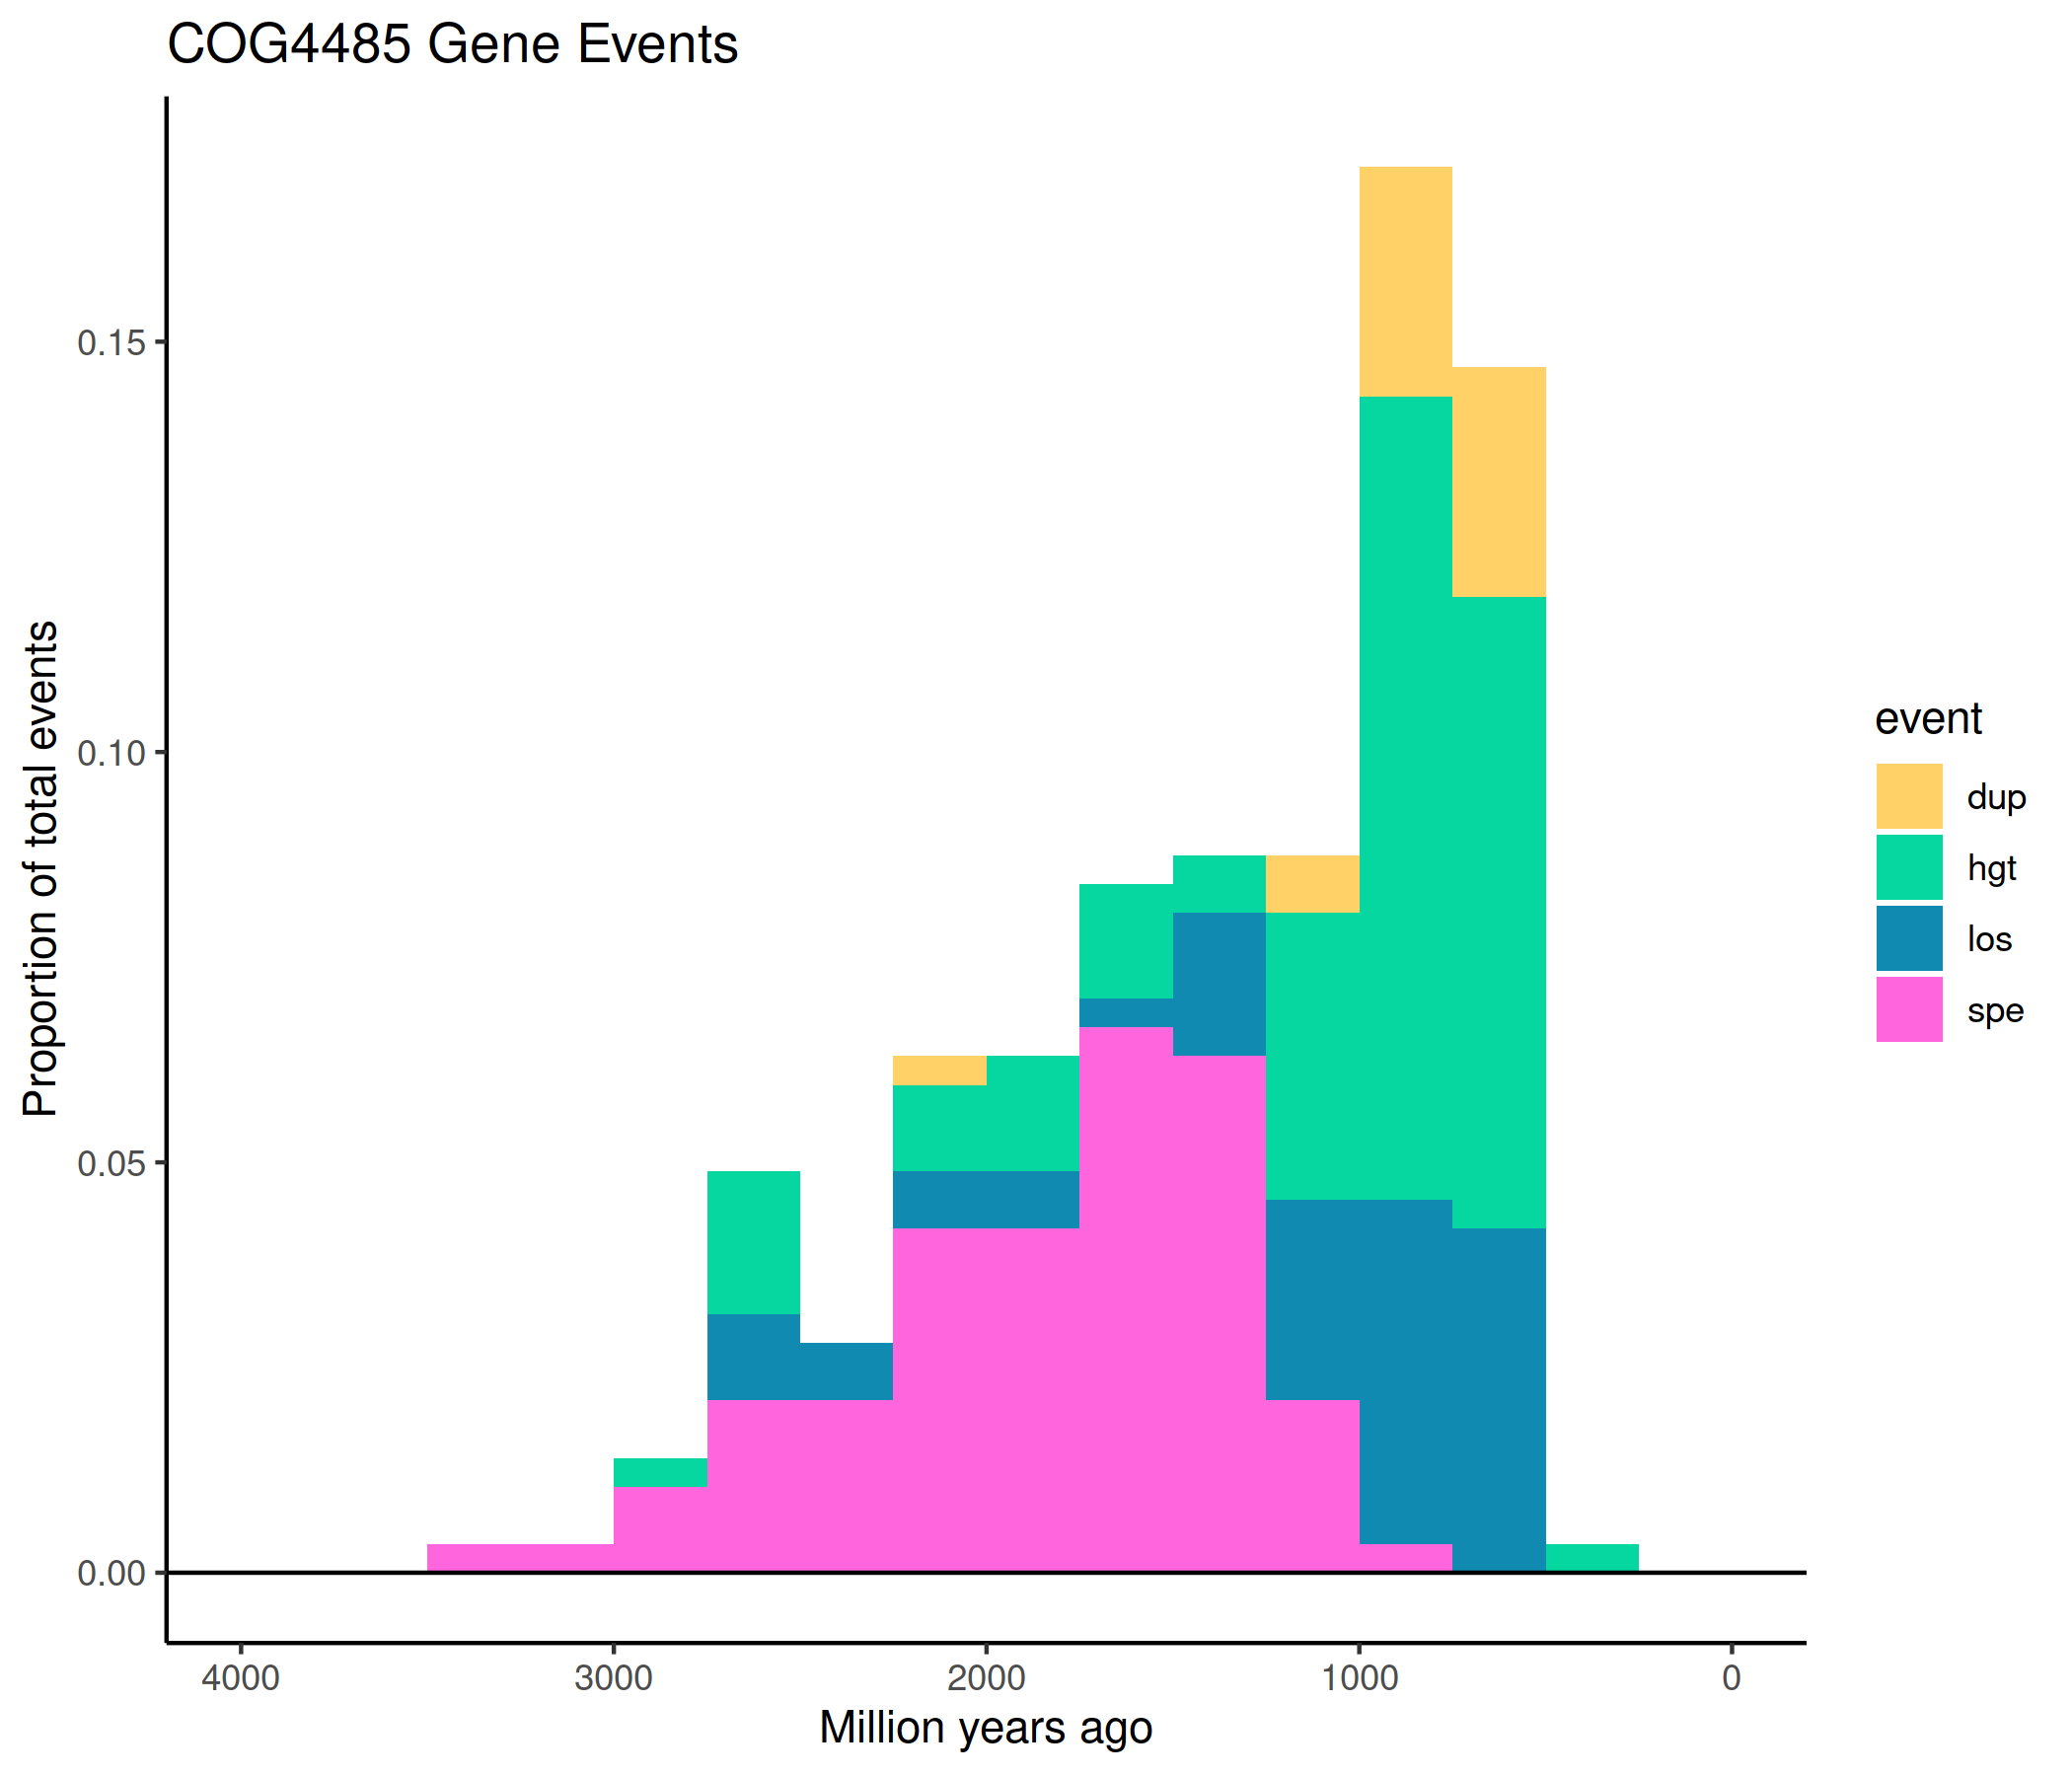 COG4485 Gene Events
Proportion of total events
0.15
0.10
0.05
0.00
4000 3000 2000 1000 0
Million years ago
event
dup
hgt
los
spe